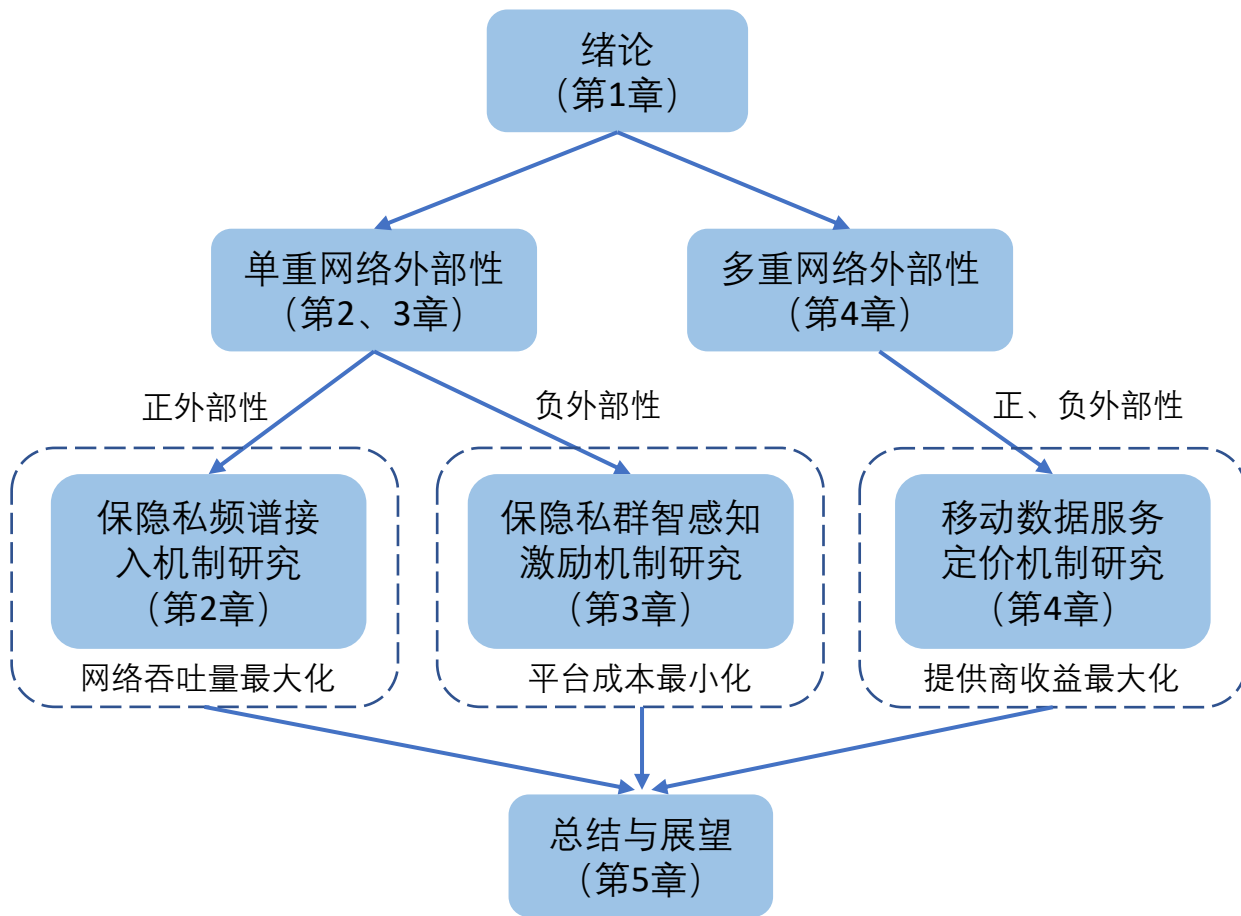 绪论
（第1章）
单重网络外部性
（第2、3章）
多重网络外部性
（第4章）
正外部性
负外部性
正、负外部性
保隐私频谱接
入机制研究
（第2章）
网络吞吐量最大化
保隐私群智感知
激励机制研究
（第3章）
平台成本最小化
移动数据服务
定价机制研究
（第4章）
提供商收益最大化
总结与展望
（第5章）